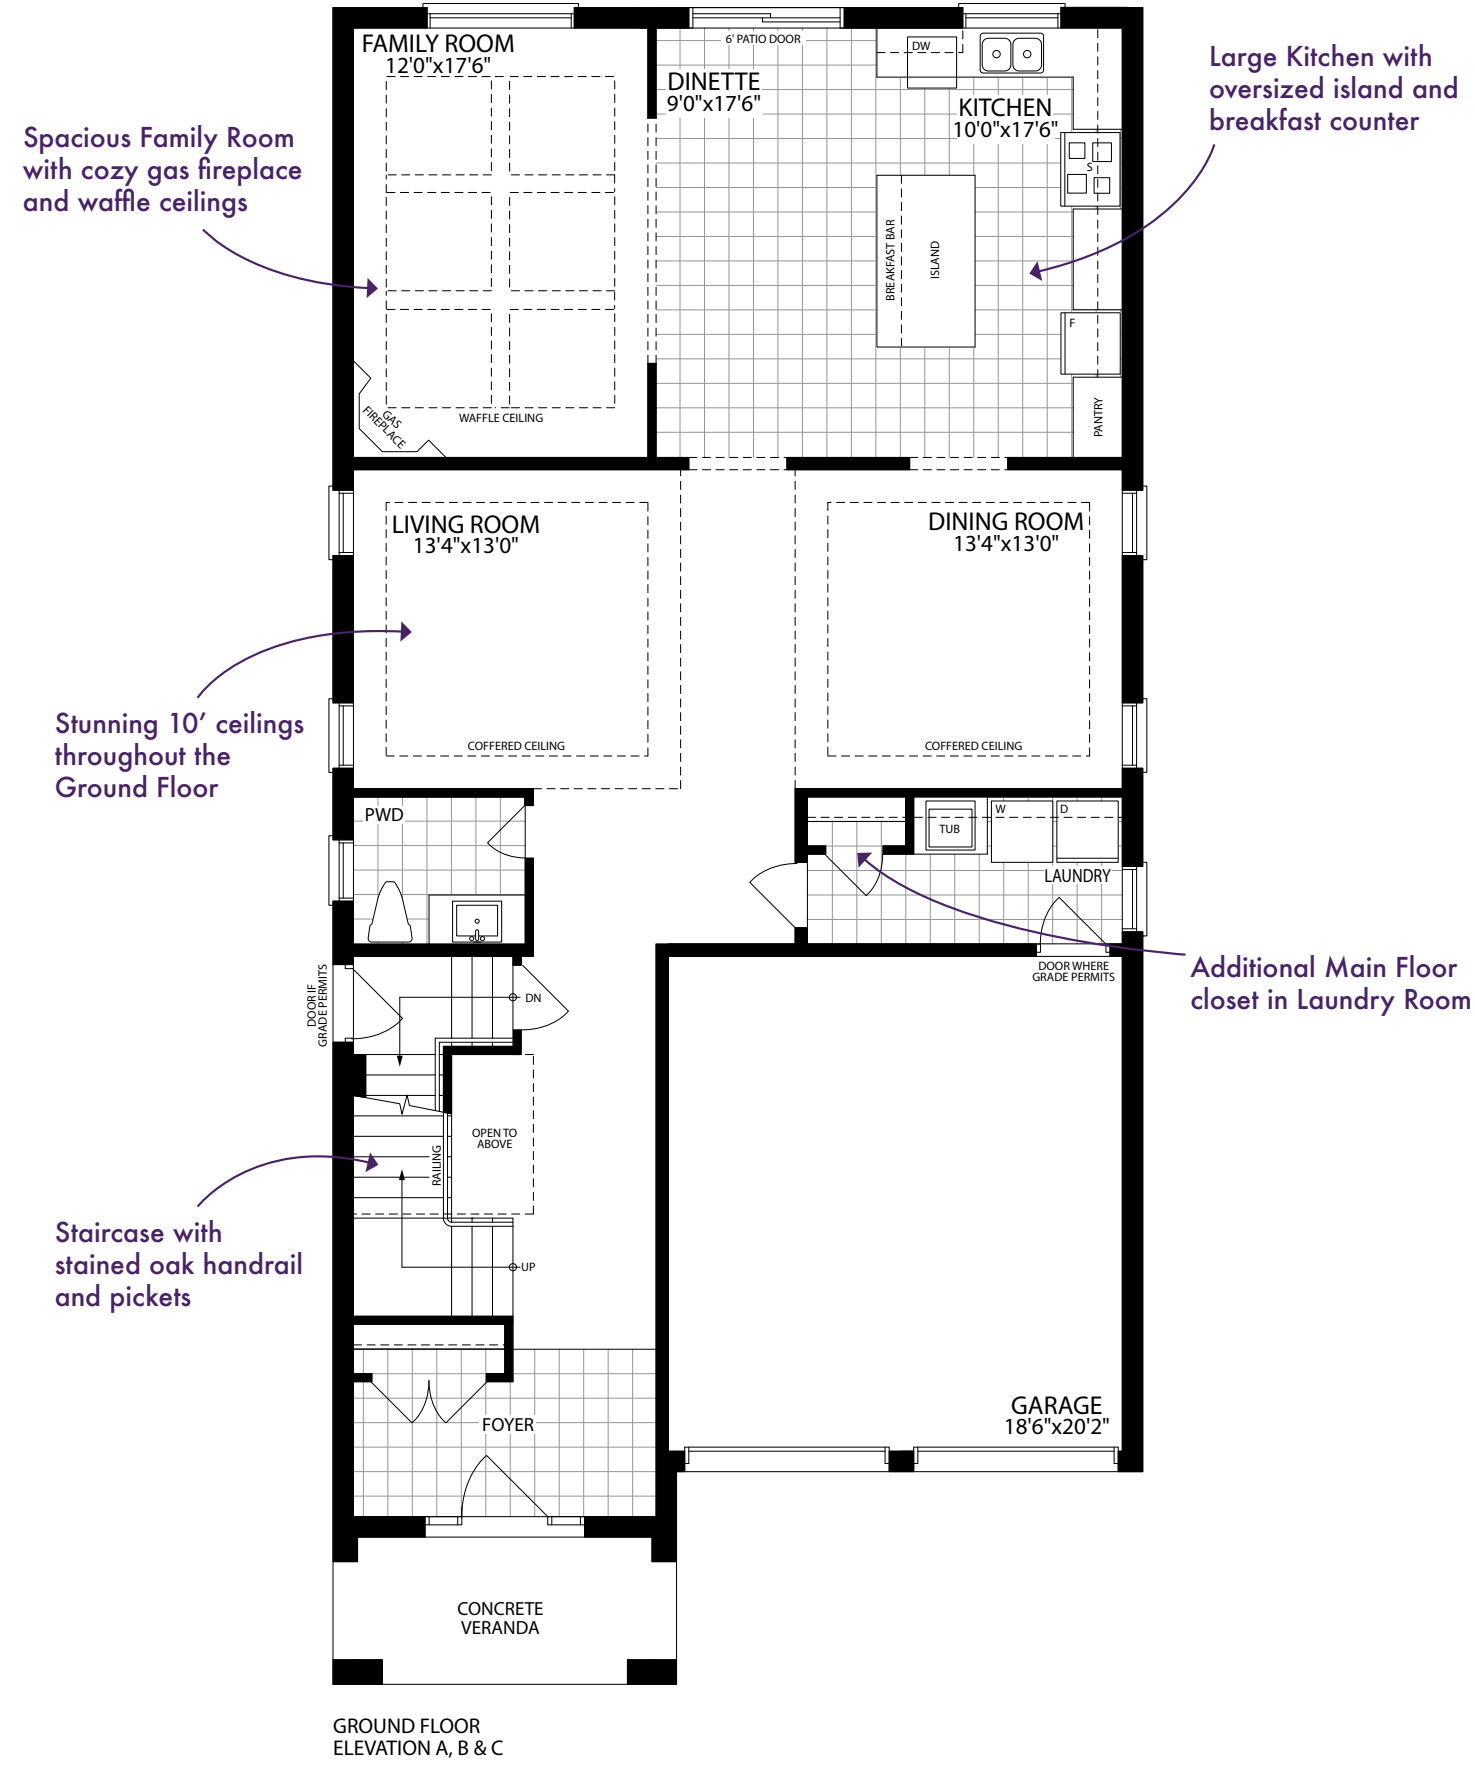 FAMILY ROOM
12'0"x17'6"
6' PATIO DOOR
DW
DINETTE
9'0"x17'6"
KITCHEN
10'0"x17'6"
Large Kitchen with
oversized island and
breakfast counter
Spacious Family Room
with cozy gas fireplace
and waffle ceilings
S
BREAKFAST BAR
ISLAND
F
PANTRY
GAS
FIREPLACE
WAFFLE CEILING
LIVING ROOM
13'4"x13'0"
DINING ROOM
13'4"x13'0"
COFFERED CEILING
COFFERED CEILING
Stunning 10' ceilings
throughout the
Ground Floor
PWD
TUB
W
D
LAUNDRY
DOOR WHERE
GRADE PERMITS
Additional Main Floor
closet in Laundry Room
DOOR IF
GRADE PERMITS
DN
OPEN TO
ABOVE
RAILING
Staircase with
stained oak handrail
and pickets
UP
FOYER
GARAGE
18'6"x20'2"
CONCRETE
VERANDA
GROUND FLOOR
ELEVATION A, B & C